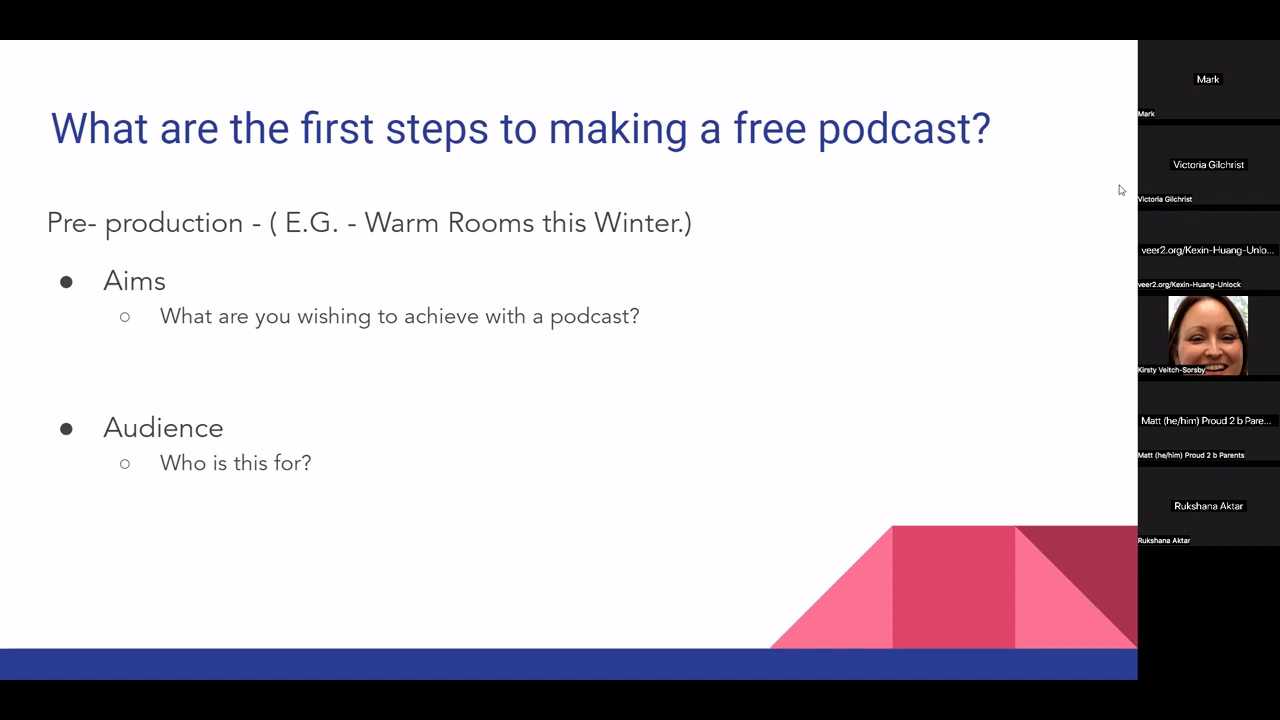 What are the first steps to making a free podcast?
Pre- production - ( E.G. - Warm Rooms this Winter.)
● Aims
○ What are you wishing to achieve with a podcast?
● Audience
○ Who is this for?
Mark
Mark
Victoria Gilchrist
Victoria Gilchrist
veer2.org/Kexin-Huang-Unlo...
veer2.org/Kexin-Huang-Unlock
Kirsty Veitch-Sorsby
Matt (he/him) Proud 2 b Pare...
Matt (he/him) Proud 2 b Parents
Rukshana Aktar
Rukshana Aktar